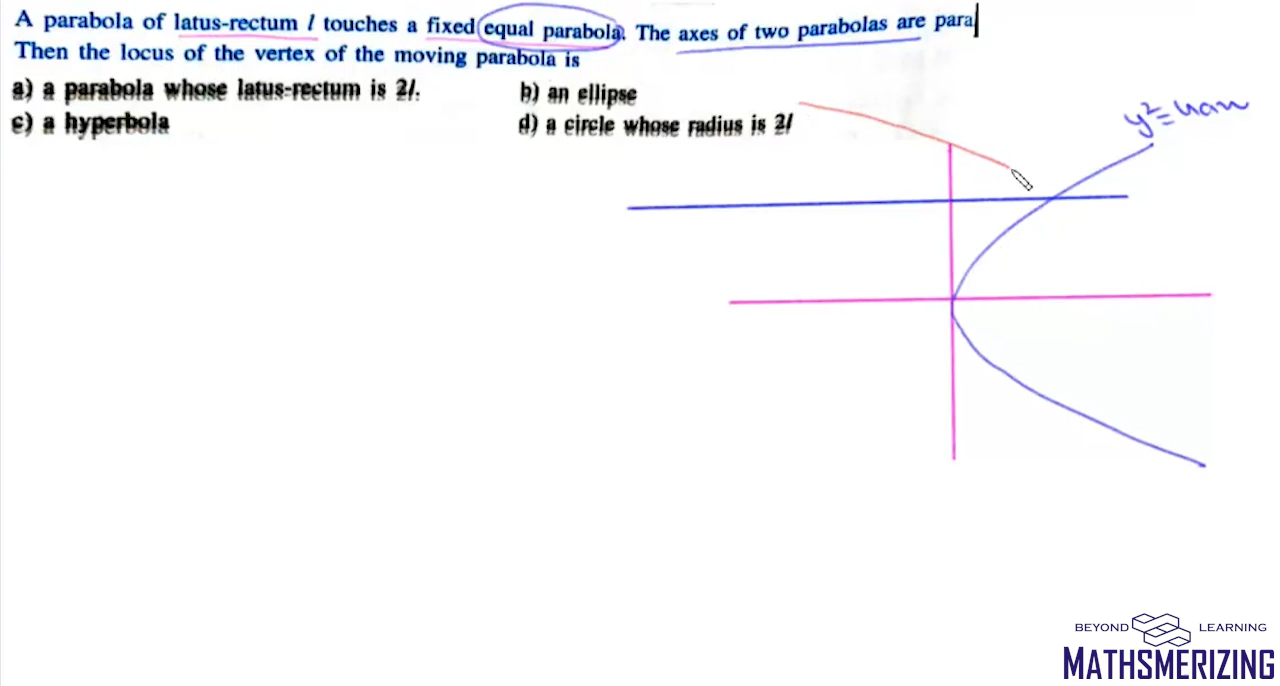 A parabola of latus-rectum l touches a fixed equal parabola. The axes of two parabolas are para
Then the locus of the vertex of the moving parabola is
a) a parabola whose latus-rectum is 2l.
b) an ellipse
c) a hyperbola
d) a circle whose radius is 2l
y²=4ax
BEYOND LEARNING
MATHSMERIZING